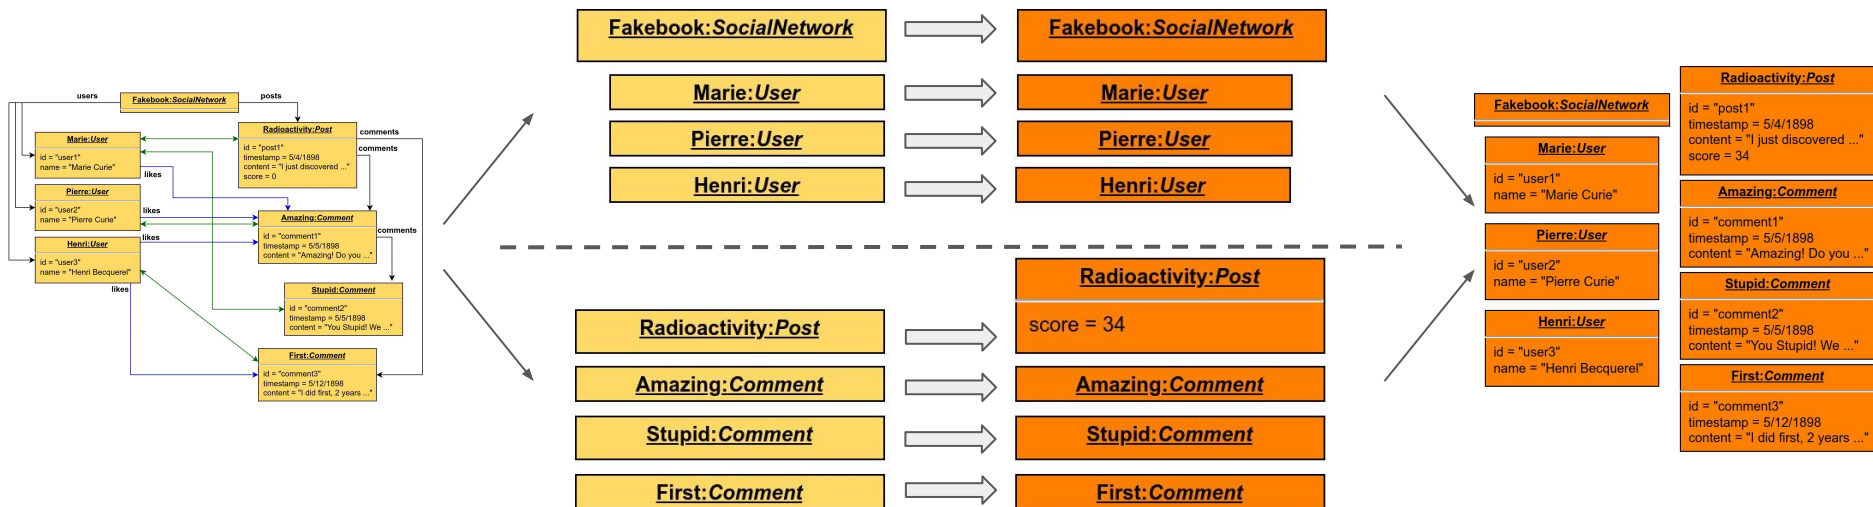 users
Fakebook:SocialNetwork
posts
Marie:User
id = "user1"
name = "Marie Curie"
Radioactivity:Post
id = "post1"
timestamp = 5/4/1898
content = "I just discovered ..."
score = 0
comments
comments
likes
Pierre:User
id = "user2"
name = "Pierre Curie"
likes
Amazing:Comment
id = "comment1"
timestamp = 5/5/1898
content = "Amazing! Do you ..."
comments
Henri:User
id = "user3"
name = "Henri Becquerel"
likes
likes
Stupid:Comment
id = "comment2"
timestamp = 5/5/1898
content = "You Stupid! We ..."
First:Comment
id = "comment3"
timestamp = 5/12/1898
content = "I did first, 2 years ..."
Fakebook:SocialNetwork
Fakebook:SocialNetwork
Marie:User
Marie:User
Pierre:User
Pierre:User
Henri:User
Henri:User
Radioactivity:Post
Radioactivity:Post
score = 34
Amazing:Comment
Amazing:Comment
Stupid:Comment
Stupid:Comment
First:Comment
First:Comment
Fakebook:SocialNetwork
Marie:User
id = "user1"
name = "Marie Curie"
Pierre:User
id = "user2"
name = "Pierre Curie"
Henri:User
id = "user3"
name = "Henri Becquerel"
Radioactivity:Post
id = "post1"
timestamp = 5/4/1898
content = "I just discovered ..."
score = 34
Amazing:Comment
id = "comment1"
timestamp = 5/5/1898
content = "Amazing! Do you ..."
Stupid:Comment
id = "comment2"
timestamp = 5/5/1898
content = "You Stupid! We ..."
First:Comment
id = "comment3"
timestamp = 5/12/1898
content = "I did first, 2 years ..."